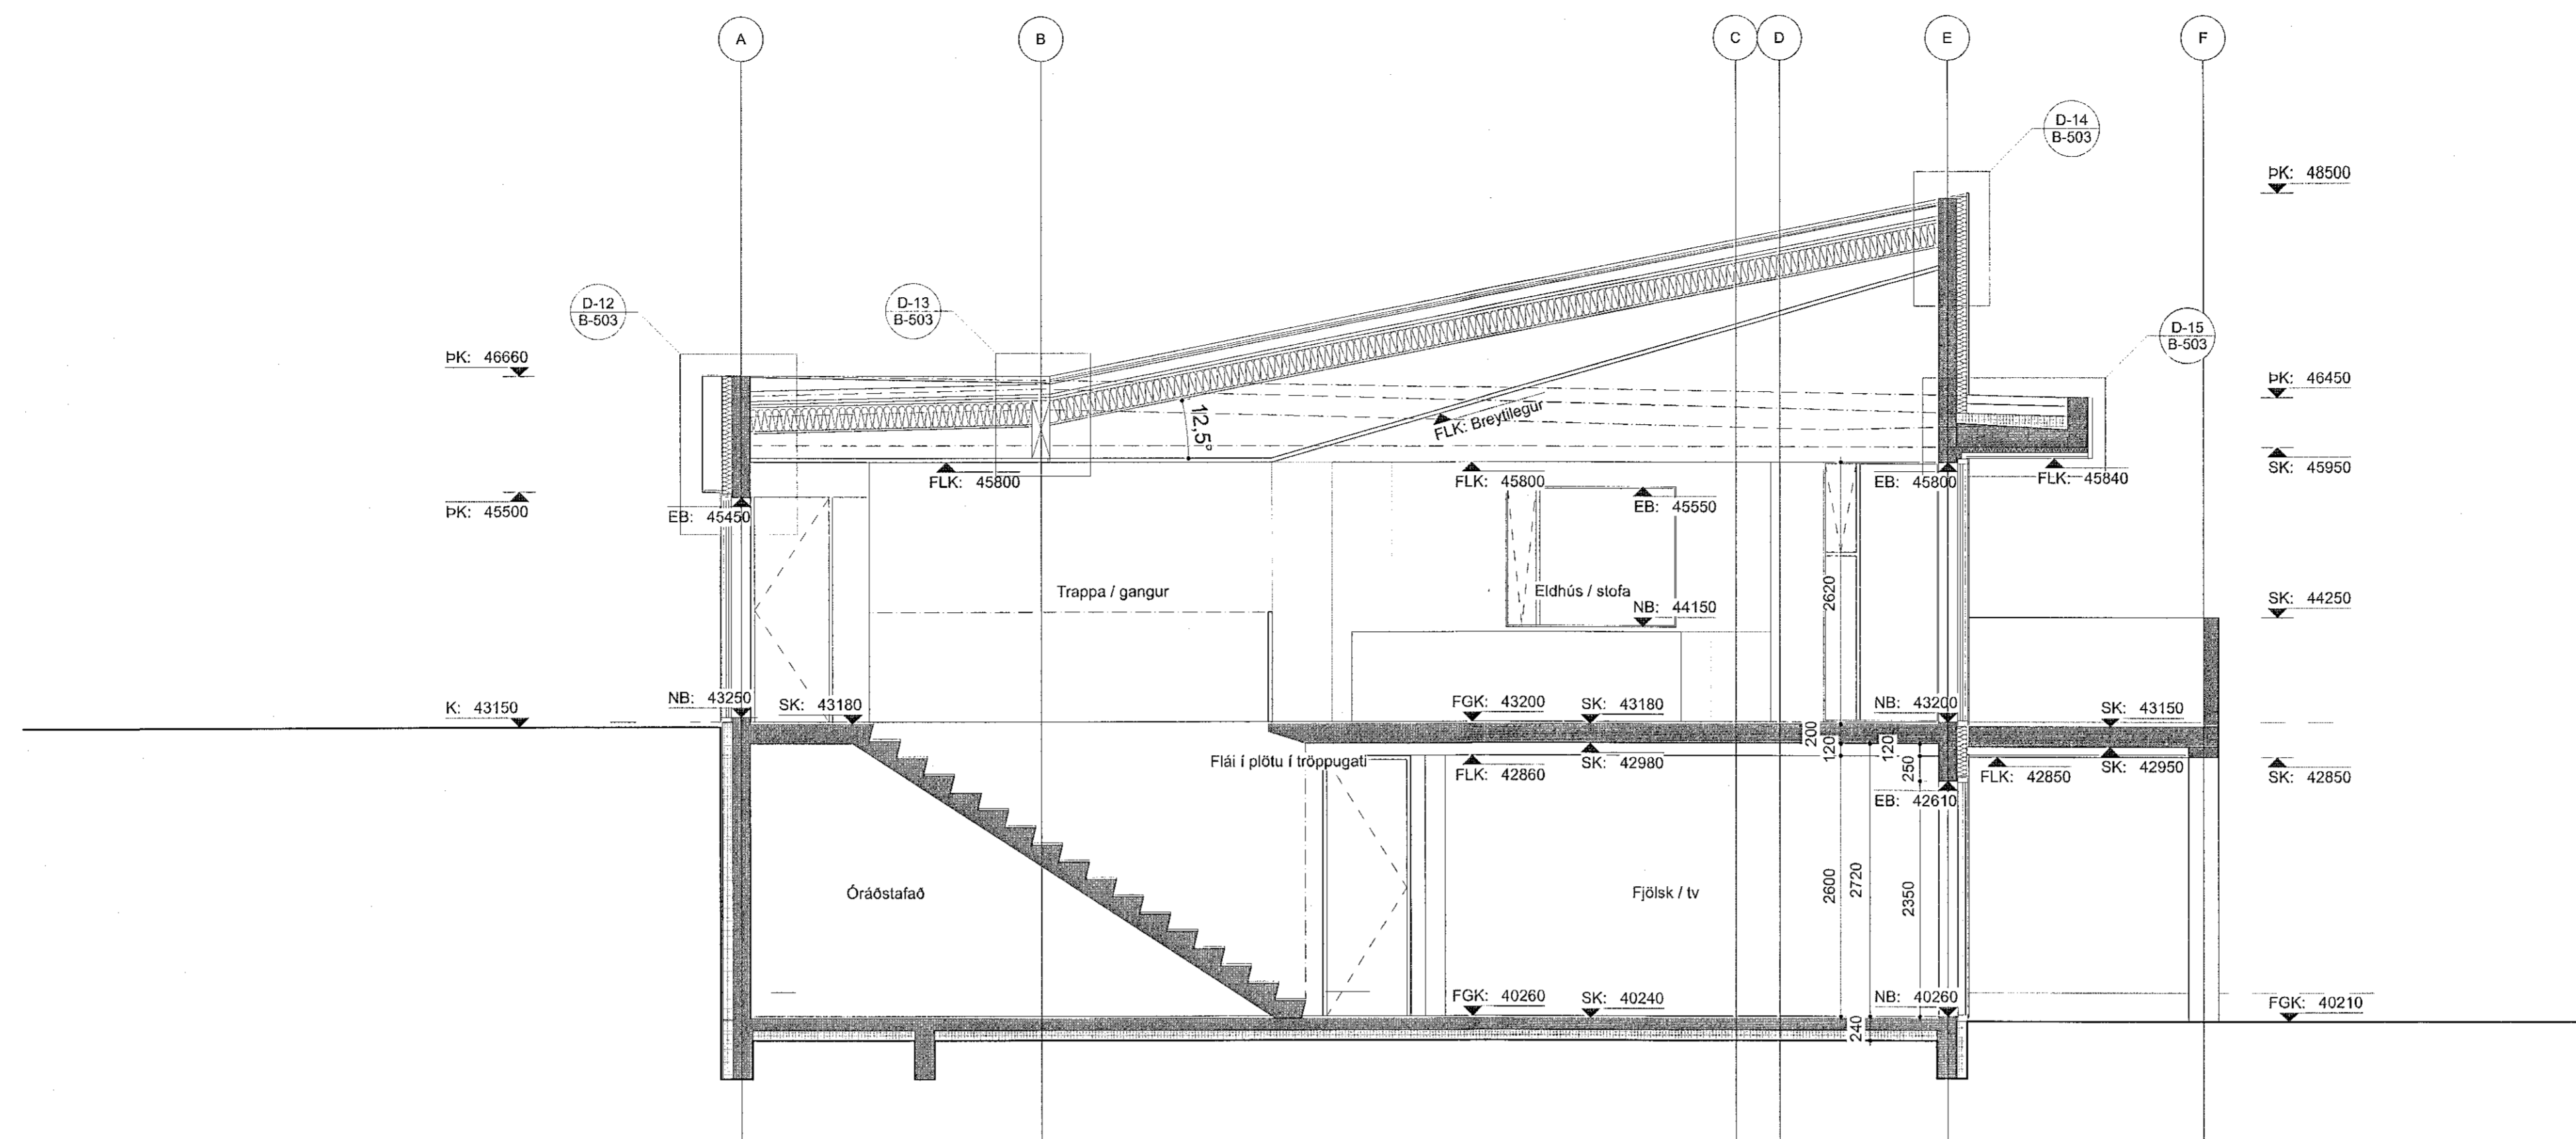 A
B
C
D
E
F
D-14
B-503
ÞK: 48500
D-12
B-503
D-13
B-503
D-15
B-503
ÞK: 46660
ÞK: 46450
12,5°
FLK: Breytilegur
SK: 45950
FLK: 45800
FLK: 45800
EB: 45800
FLK: 45840
ÞK: 45500
EB: 45450
EB: 45550
Trappa / gangur
Eldhús / stofa
2620
NB: 44150
SK: 44250
K: 43150
NB: 43250
SK: 43180
FGK: 43200
SK: 43180
NB: 43200
SK: 43150
200
120
120
250
Flái í plötu í tröppugati
FLK: 42860
SK: 42980
FLK: 42850
SK: 42950
SK: 42850
EB: 42610
Óráðstafað
Fjölsk / tv
2600
2720
2350
FGK: 40260
SK: 40240
NB: 40260
FGK: 40210
240